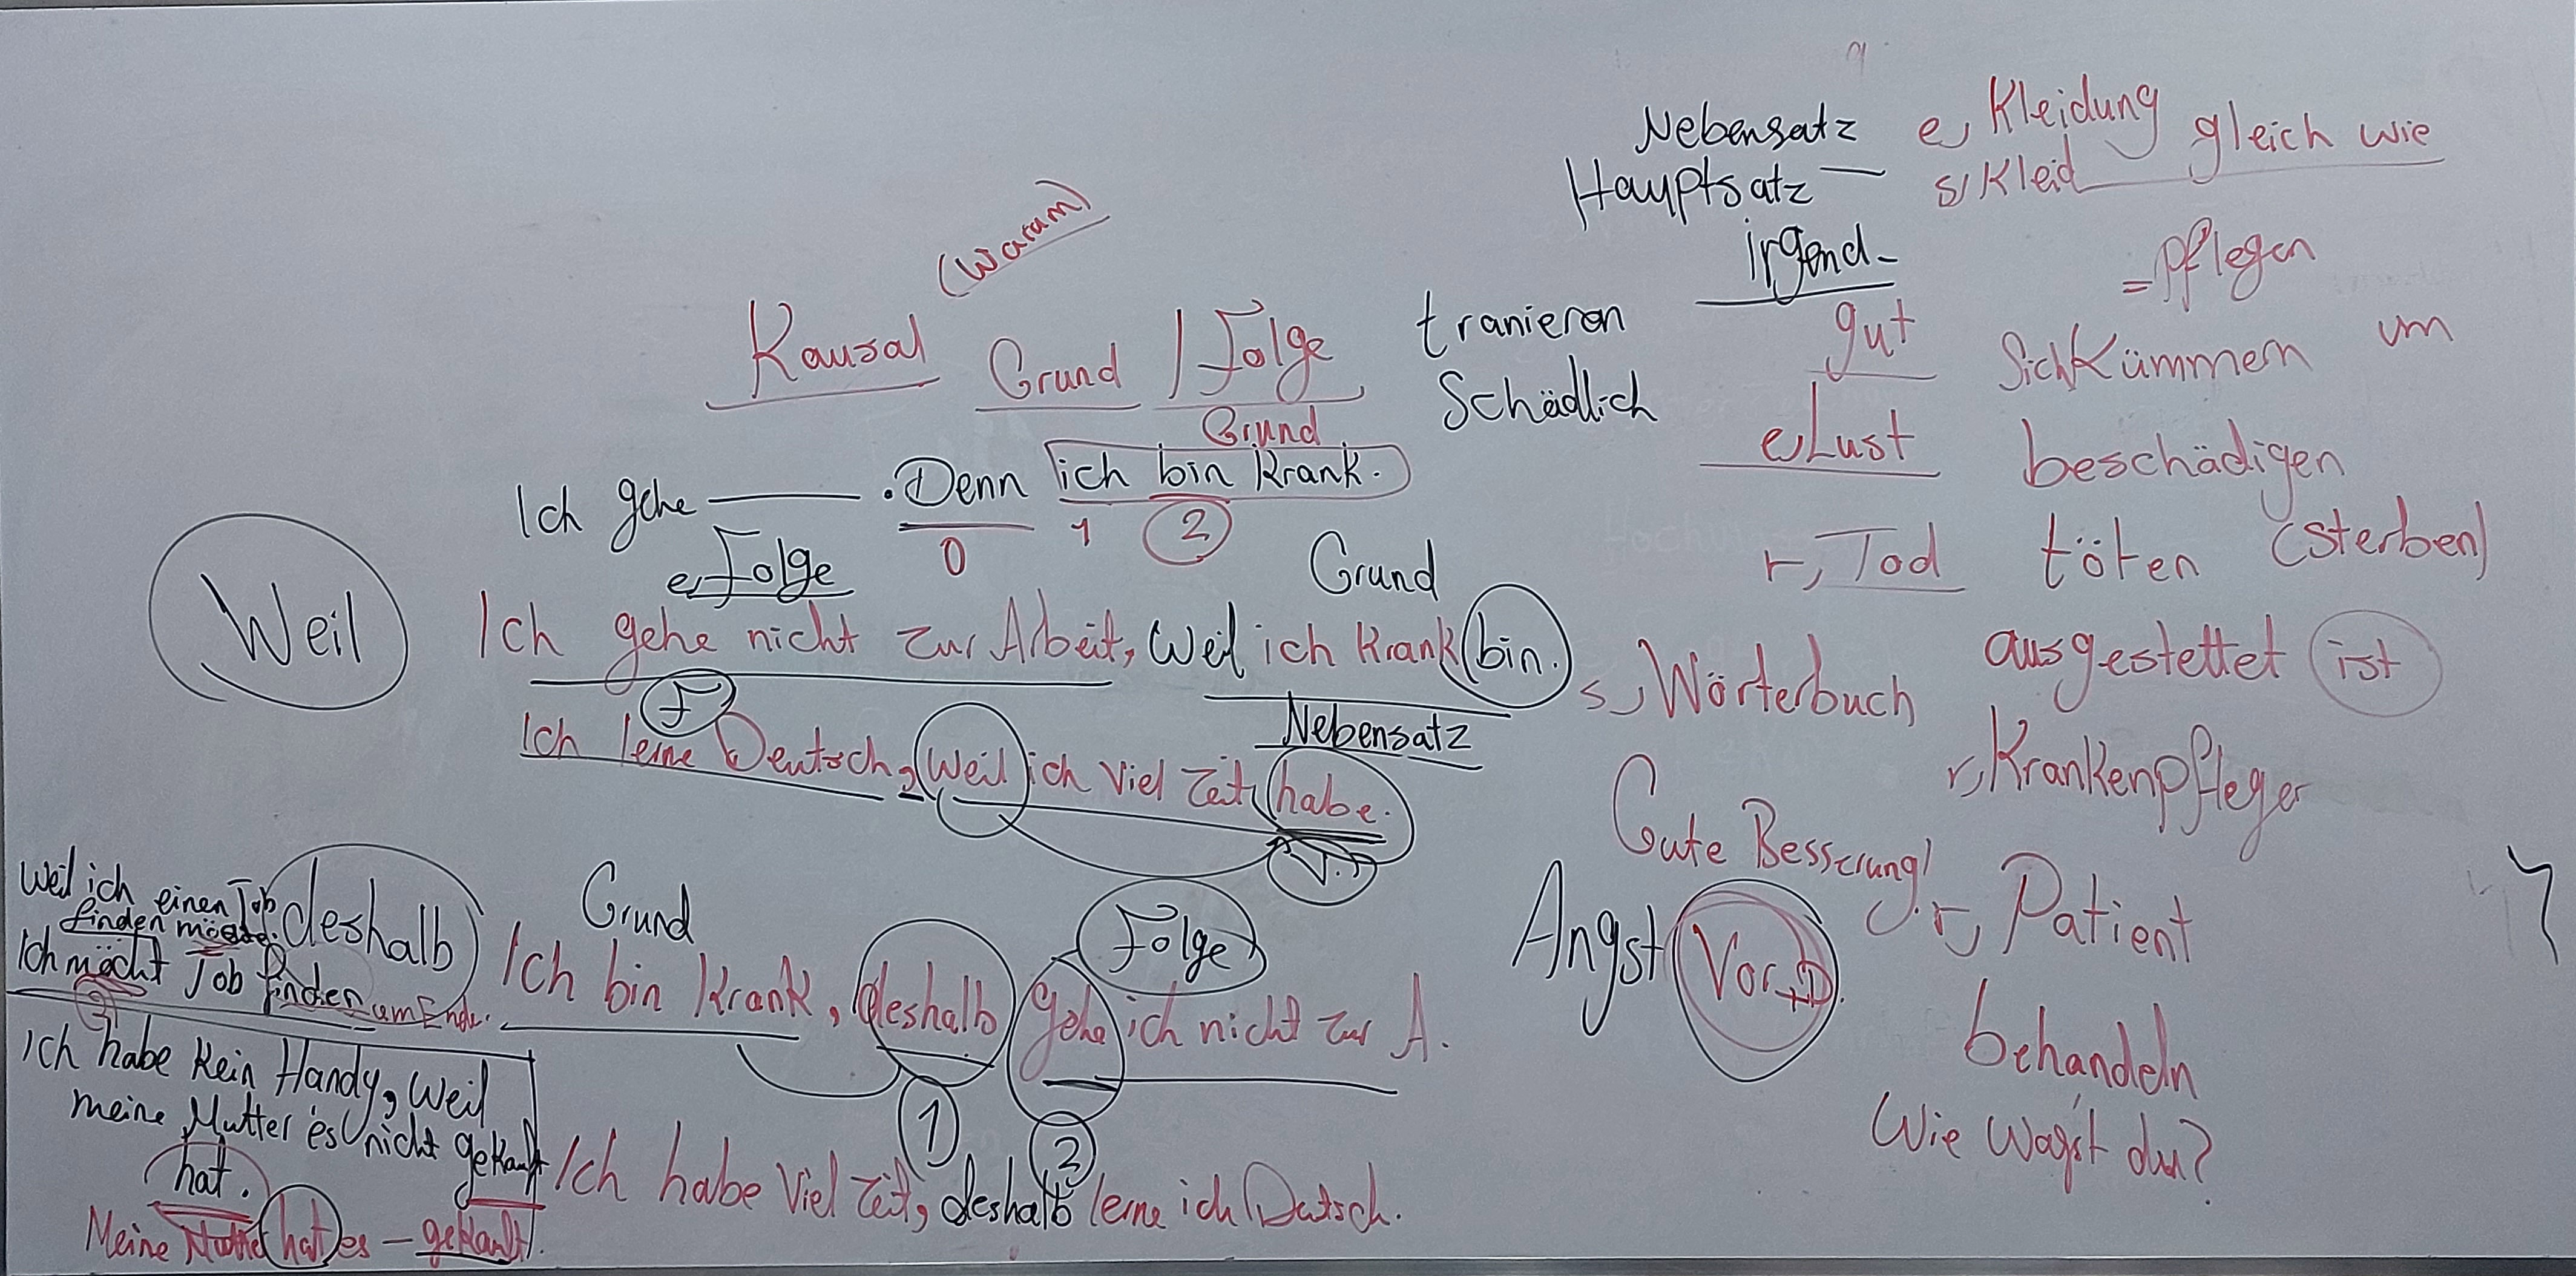 (Warum)
Kausal Grund / Folge
Grund
Ich gehe ——— . Denn ich bin Krank.
0 1 2
e, Folge Grund
Weil
Ich gehe nicht zur Arbeit, Weil ich Krank bin.
F Nebensatz
Ich lerne Deutsch, Weil ich Viel Zeit habe.
V.
deshalb
Grund Folge
Ich bin Krank, deshalb gehe ich nicht zur A.
1 2
Ich habe Viel Zeit, deshalb lerne ich Deutsch.
Weil ich einen Job
finden möchte.
Ich möcht Job finden am Ende.
2
Ich habe Kein Handy, Weil
meine Mutter es nicht gekauft
hat.
Meine Mutter hat es — gekauft.
Nebensatz
Hauptsatz —
irgend-
tranieren
Schädlich
gut
e, Lust
r, Tod
s, Wörterbuch
Gute Besserung!
Angst Vor + D.
e, Kleidung gleich wie
s, Kleid
= Pflegen
Sich Kümmern um
beschädigen
töten (sterben)
ausgestettet ist
r, Krankenpfleger
r, Patient
behandeln
Wie Wagst du?